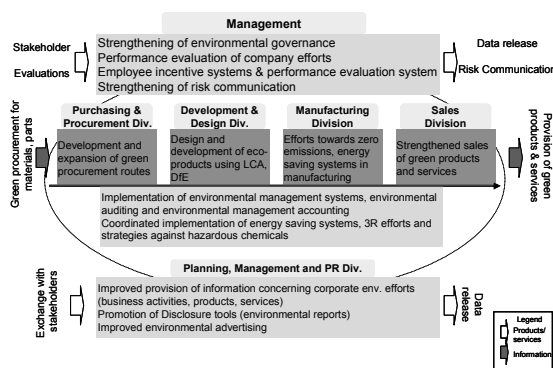 Management
Stakeholder
Evaluations
Strengthening of environmental governance
Performance evaluation of company efforts
Employee incentive systems & performance evaluation system
Strengthening of risk communication
Data release
Risk Communication
Green procurement for
materials, parts
Purchasing &
Procurement Div.
Development and
expansion of green
procurement routes
Development &
Design Div.
Design and
development of eco-
products using LCA,
DfE
Manufacturing
Division
Efforts towards zero
emissions, energy
saving systems in
manufacturing
Sales
Division
Strengthened sales
of green products
and services
Provision of green
products & services
Implementation of environmental management systems, environmental
auditing and environmental management accounting
Coordinated implementation of energy saving systems, 3R efforts and
strategies against hazardous chemicals
Planning, Management and PR Div.
Exchange with
stakeholders
Improved provision of information concerning corporate env. efforts
(business activities, products, services)
Promotion of Disclosure tools (environmental reports)
Improved environmental advertising
Data
release
Legend
Products/
services
Information